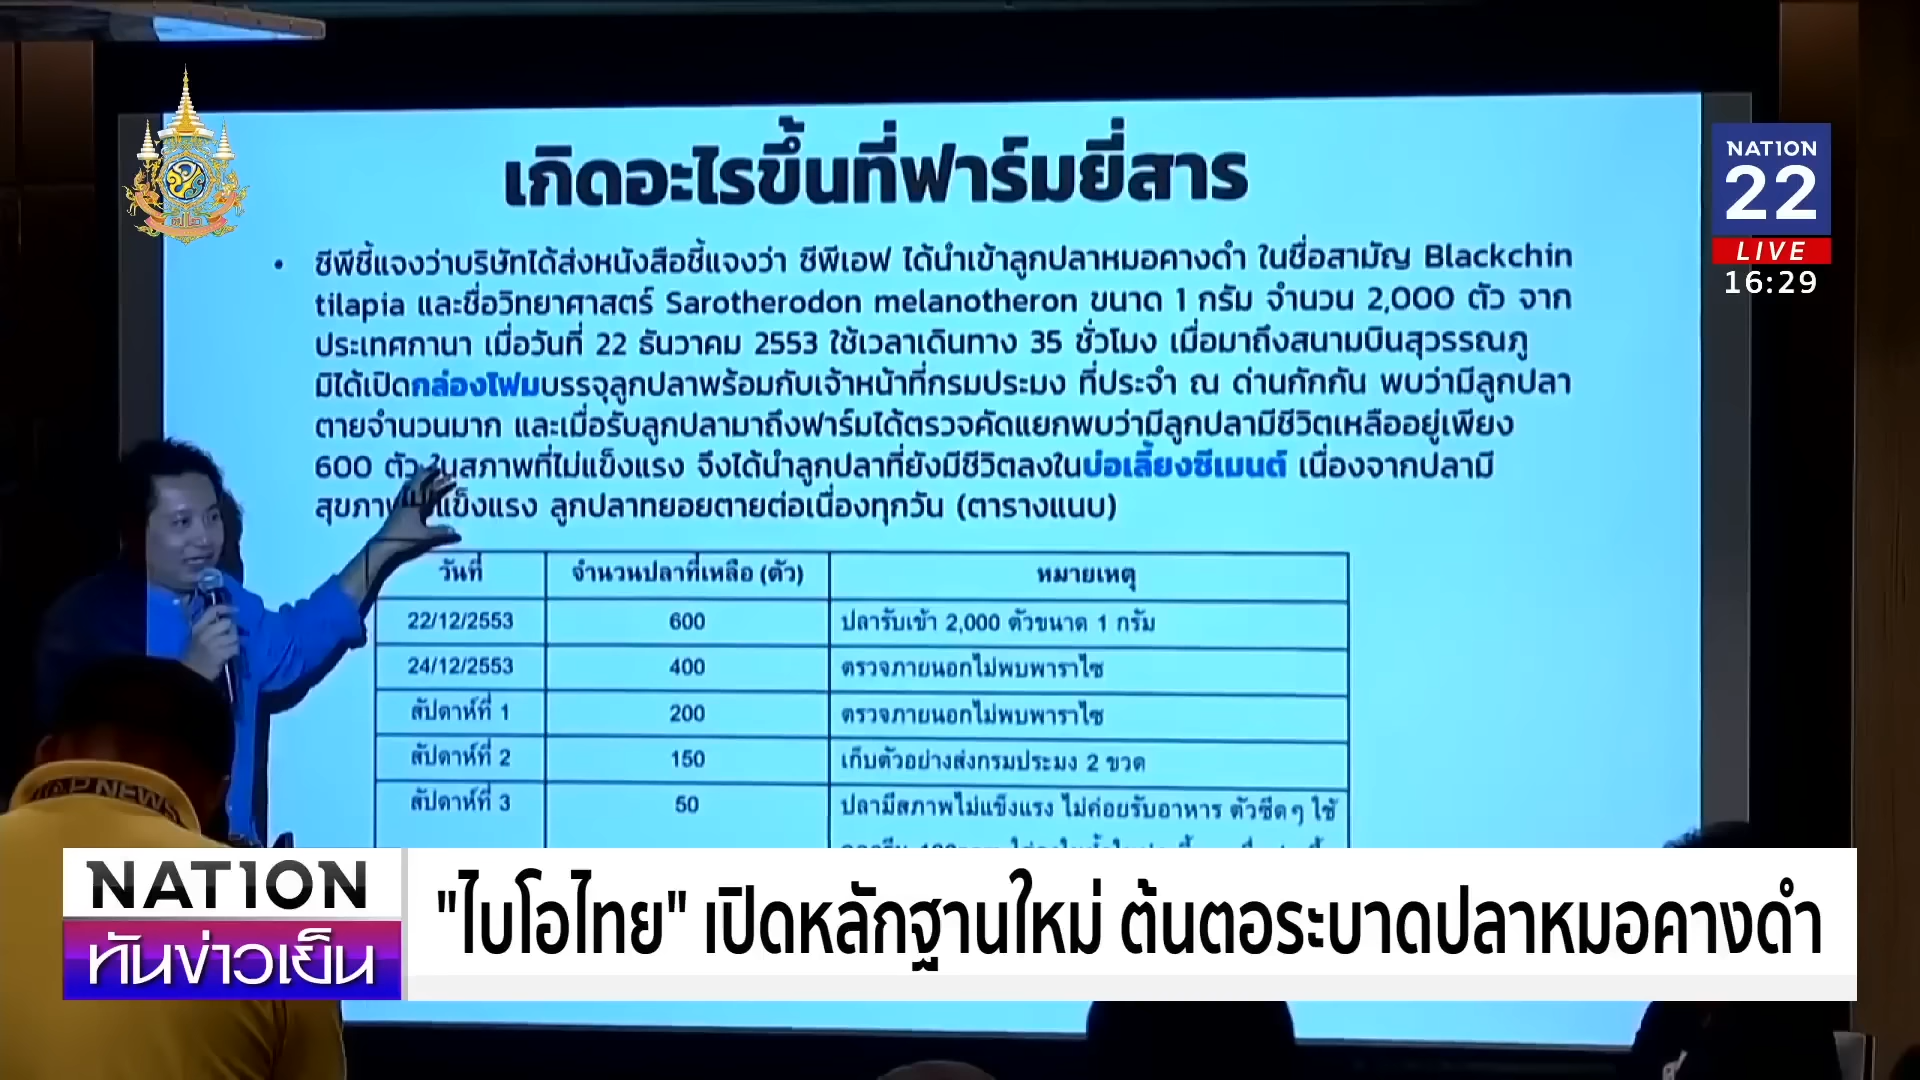 เกิดอะไรขึ้นที่ฟาร์มยี่สาร
NATION
22
LIVE
16:29
• ซีพีชี้แจงว่าบริษัทได้ส่งหนังสือชี้แจงว่า ซีพีเอฟ ได้นำเข้าลูกปลาหมอคางดำ ในชื่อสามัญ Blackchin
tilapia และชื่อวิทยาศาสตร์ Sarotherodon melanotheron ขนาด 1 กรัม จำนวน 2,000 ตัว จาก
ประเทศกานา เมื่อวันที่ 22 ธันวาคม 2553 ใช้เวลาเดินทาง 35 ชั่วโมง เมื่อมาถึงสนามบินสุวรรณภู
มิได้เปิดกล่องโฟมบรรจุลูกปลาพร้อมกับเจ้าหน้าที่กรมประมง ที่ประจำ ณ ด่านกักกัน พบว่ามีลูกปลา
ตายจำนวนมาก และเมื่อรับลูกปลามาถึงฟาร์มได้ตรวจคัดแยกพบว่ามีลูกปลามีชีวิตเหลืออยู่เพียง
600 ตัว ในสภาพที่ไม่แข็งแรง จึงได้นำลูกปลาที่ยังมีชีวิตลงในบ่อเลี้ยงซีเมนต์ เนื่องจากปลามี
สุขภาพไม่แข็งแรง ลูกปลาทยอยตายต่อเนื่องทุกวัน (ตารางแนบ)
วันที่ จำนวนปลาที่เหลือ (ตัว) หมายเหตุ
22/12/2553 600 ปลารับเข้า 2,000 ตัวขนาด 1 กรัม
24/12/2553 400 ตรวจภายนอกไม่พบพาราไซ
สัปดาห์ที่ 1 200 ตรวจภายนอกไม่พบพาราไซ
สัปดาห์ที่ 2 150 เก็บตัวอย่างส่งกรมประมง 2 ขวด
สัปดาห์ที่ 3 50 ปลามีสภาพไม่แข็งแรง ไม่ค่อยรับอาหาร ตัวซีดๆ ใช้
NEWS
NATION
ทันข่าวเย็น
"ไบโอไทย" เปิดหลักฐานใหม่ ต้นตอระบาดปลาหมอคางดำ